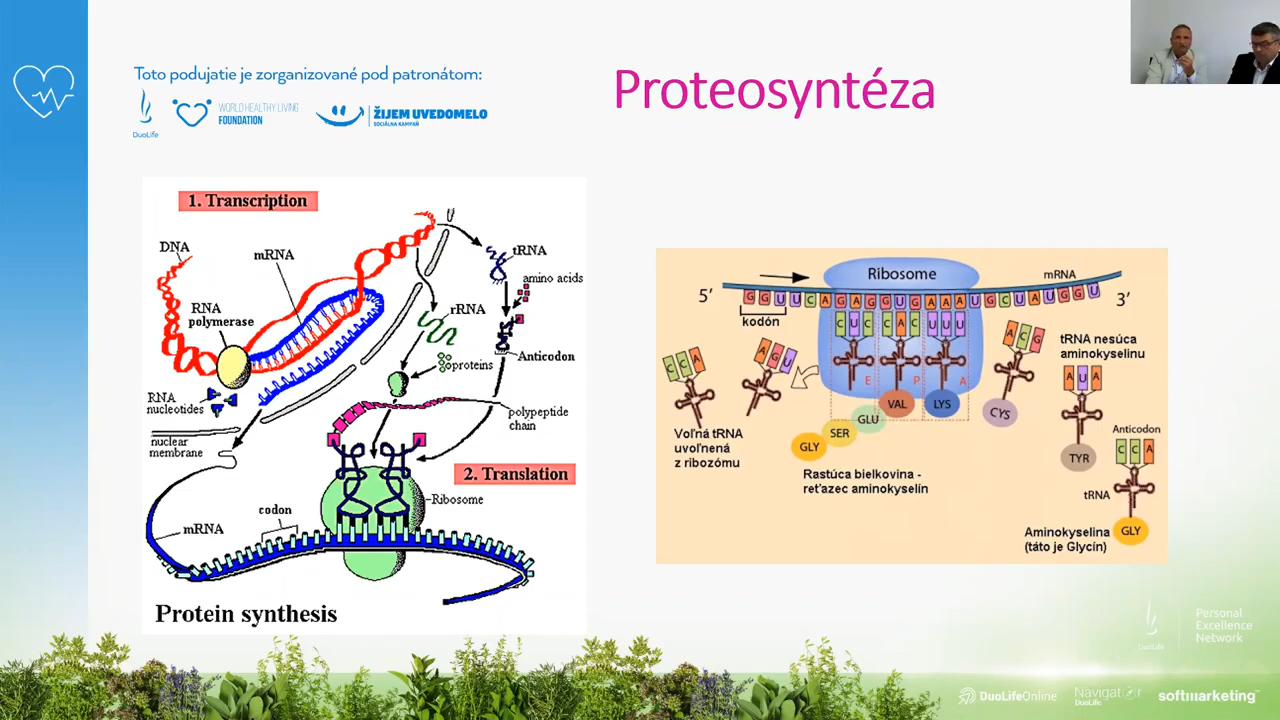 Toto podujatie je zorganizované pod patronátom:
DuoLife
WORLD HEALTHY LIVING
FOUNDATION
ŽIJEM UVEDOMELO
SOCIÁLNA KAMPAŇ
Proteosyntéza
1. Transcription
DNA
mRNA
tRNA
amino acids
RNA
polymerase
rRNA
Anticodon
proteins
RNA
nucleotides
polypeptide
chain
nuclear
membrane
2. Translation
Ribosome
codon
mRNA
Protein synthesis
Ribosome
mRNA
5’
3’
G G U U C A G A G G U G A A A U G C U A U G G U
kodón
C U C
C A C
U U U
E
P
A
C C A
A G U
A C G
tRNA nesúca
aminokyselinu
A U A
VAL
LYS
CYS
GLU
SER
GLY
Voľná tRNA
uvoľnená
z ribozómu
TYR
Anticodon
C C A
Rastúca bielkovina -
reťazec aminokyselín
tRNA
Aminokyselina
(táto je Glycín)
GLY
DuoLife
Personal
Excellence
Network
DuoLifeOnline
Navigator
DuoLife
softmarketing